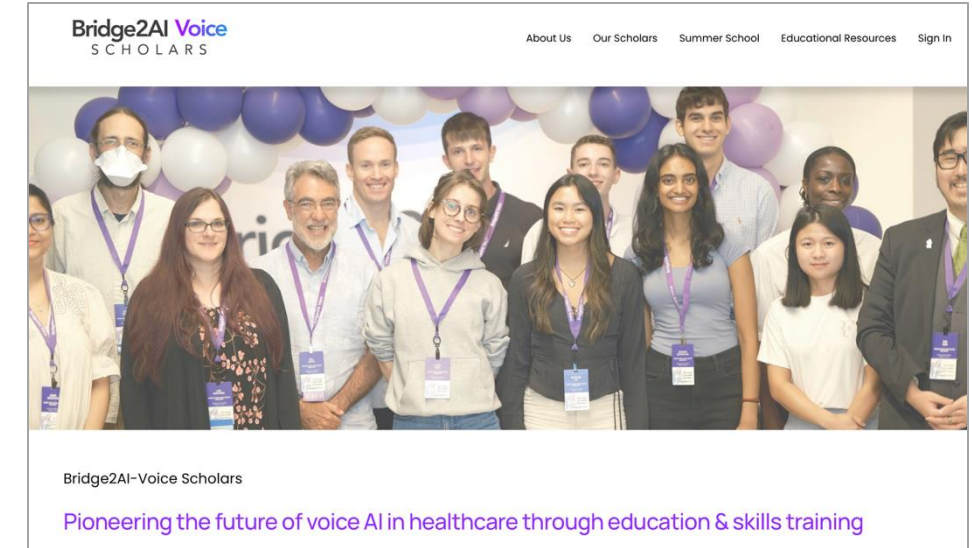 Bridge2AI Voice
SCHOLARS
About Us Our Scholars Summer School Educational Resources Sign In
Bridge2AI-Voice Scholars
Pioneering the future of voice AI in healthcare through education & skills training